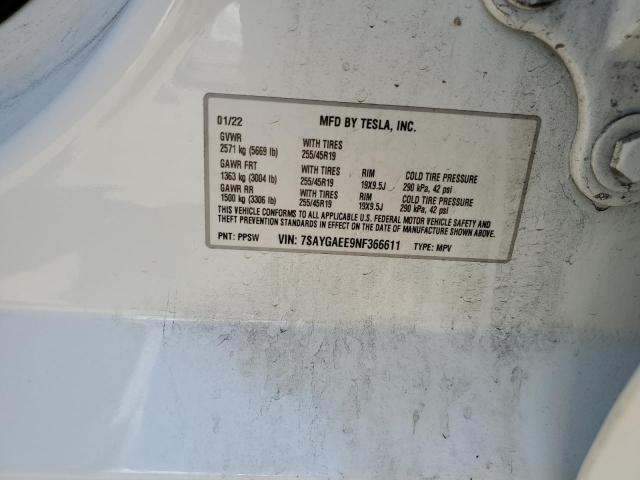 01/22 MFD BY TESLA, INC.
GVWR WITH TIRES
2571 kg (5669 lb) 255/45R19
GAWR FRT WITH TIRES RIM COLD TIRE PRESSURE
1363 kg (3004 lb) 255/45R19 19X9.5J 290 kPa, 42 psi
GAWR RR WITH TIRES RIM COLD TIRE PRESSURE
1500 kg (3306 lb) 255/45R19 19X9.5J 290 kPa, 42 psi
THIS VEHICLE CONFORMS TO ALL APPLICABLE U.S. FEDERAL MOTOR VEHICLE SAFETY AND
THEFT PREVENTION STANDARDS IN EFFECT ON THE DATE OF MANUFACTURE SHOWN ABOVE.
PNT: PPSW VIN: 7SAYGAEE9NF366611 TYPE: MPV